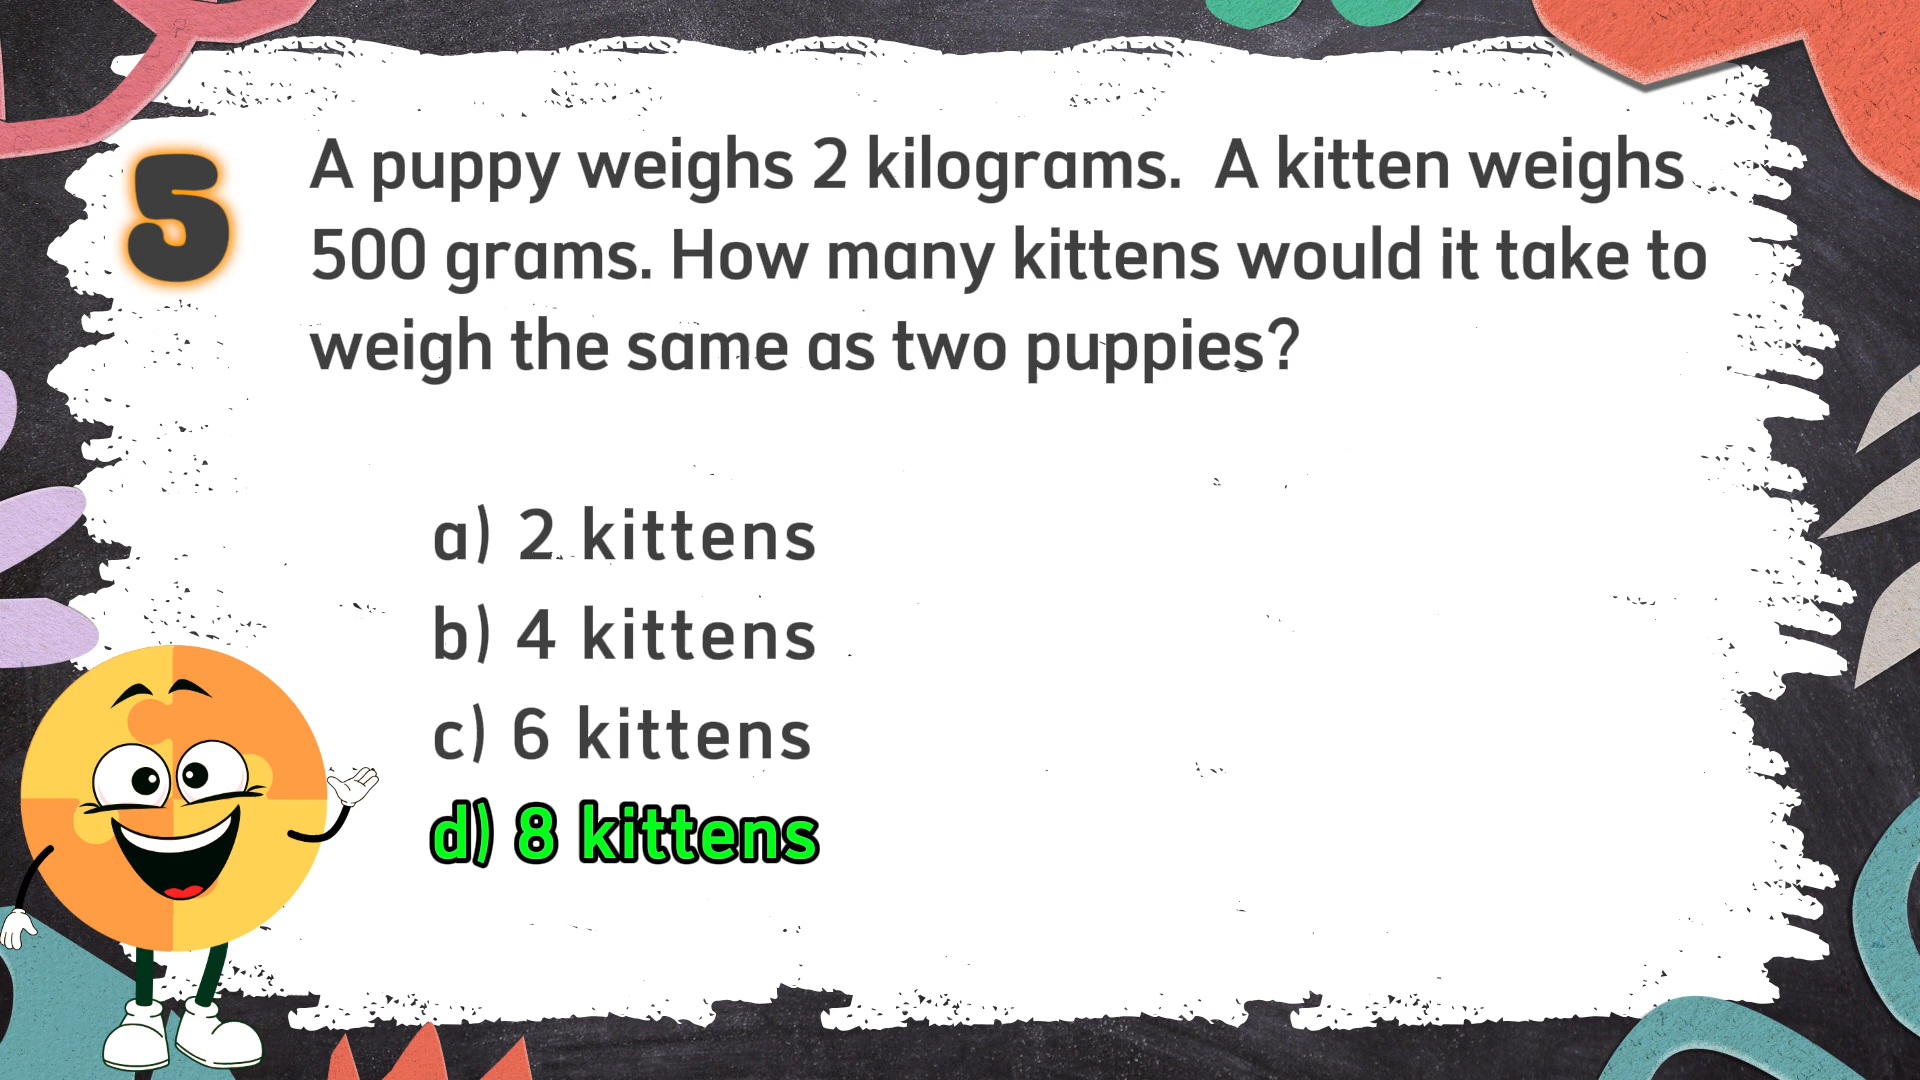 5
A puppy weighs 2 kilograms.  A kitten weighs
500 grams. How many kittens would it take to
weigh the same as two puppies?
a) 2 kittens
b) 4 kittens
c) 6 kittens
d) 8 kittens